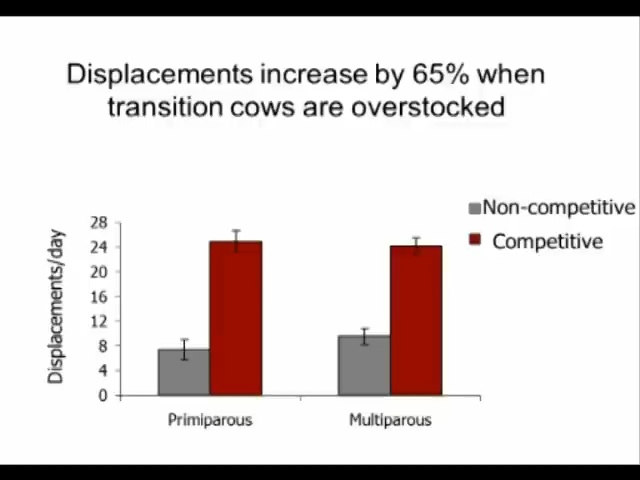 Displacements increase by 65% when
transition cows are overstocked
Non-competitive
Competitive
Displacements/day
28
24
20
16
12
8
4
0
Primiparous
Multiparous